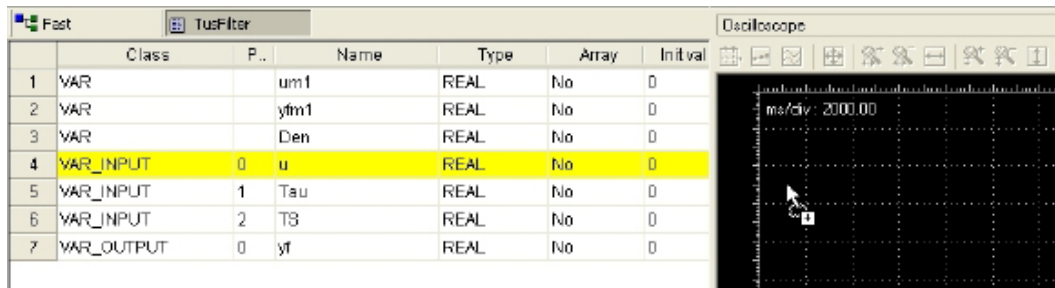 Fast TusFilter Oscilloscope
Class P.. Name Type Array Init val
1 VAR um1 REAL No 0
2 VAR yfm1 REAL No 0
3 VAR Den REAL No 0
4 VAR_INPUT 0 u REAL No 0
5 VAR_INPUT 1 Tau REAL No 0
6 VAR_INPUT 2 TS REAL No 0
7 VAR_OUTPUT 0 yf REAL No 0
ms/div : 2000.00